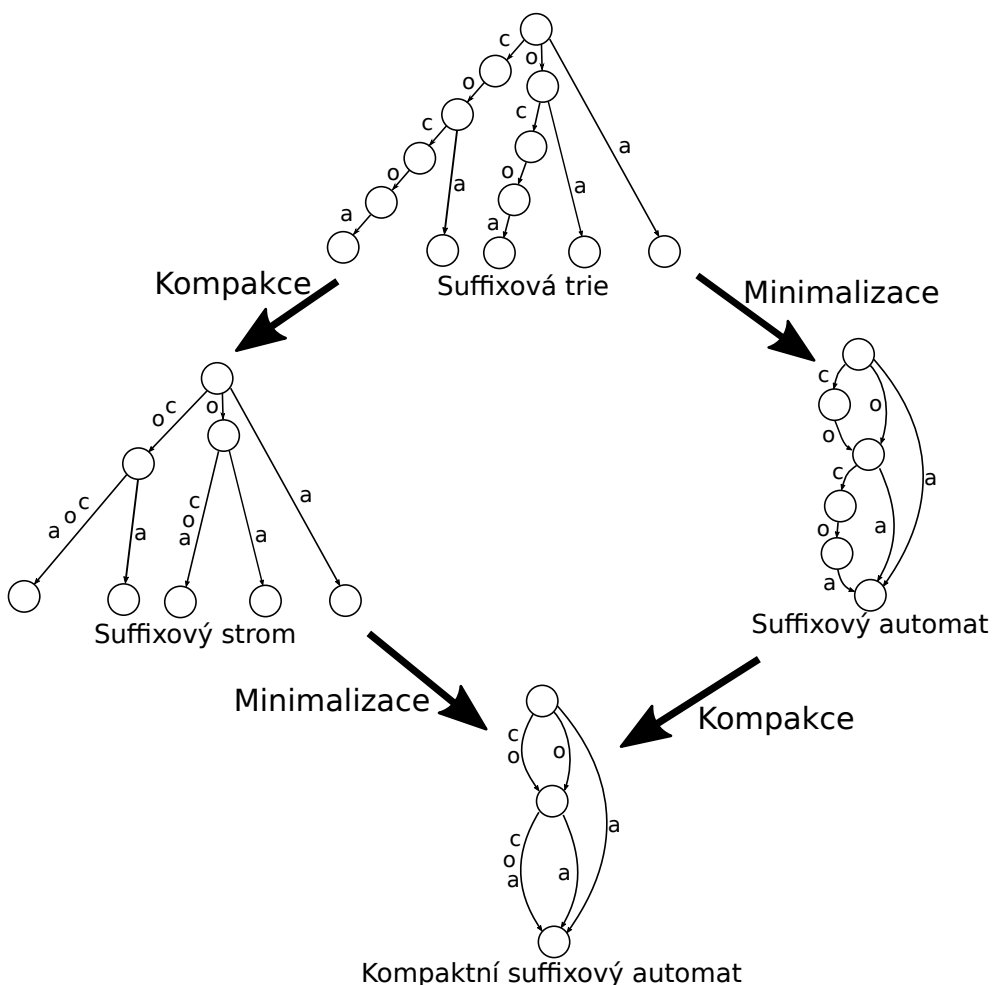 c
o
o
c
c
o
a
a
o
a
a
a
Kompakce
Suffixová trie
Minimalizace
c
o
o
a
c
o
a
a
c
o
a
a
Suffixový strom
c
o
o
c
a
o
a
a
Suffixový automat
Minimalizace
Kompakce
c
o
o
a
c
o
a
a
Kompaktní suffixový automat